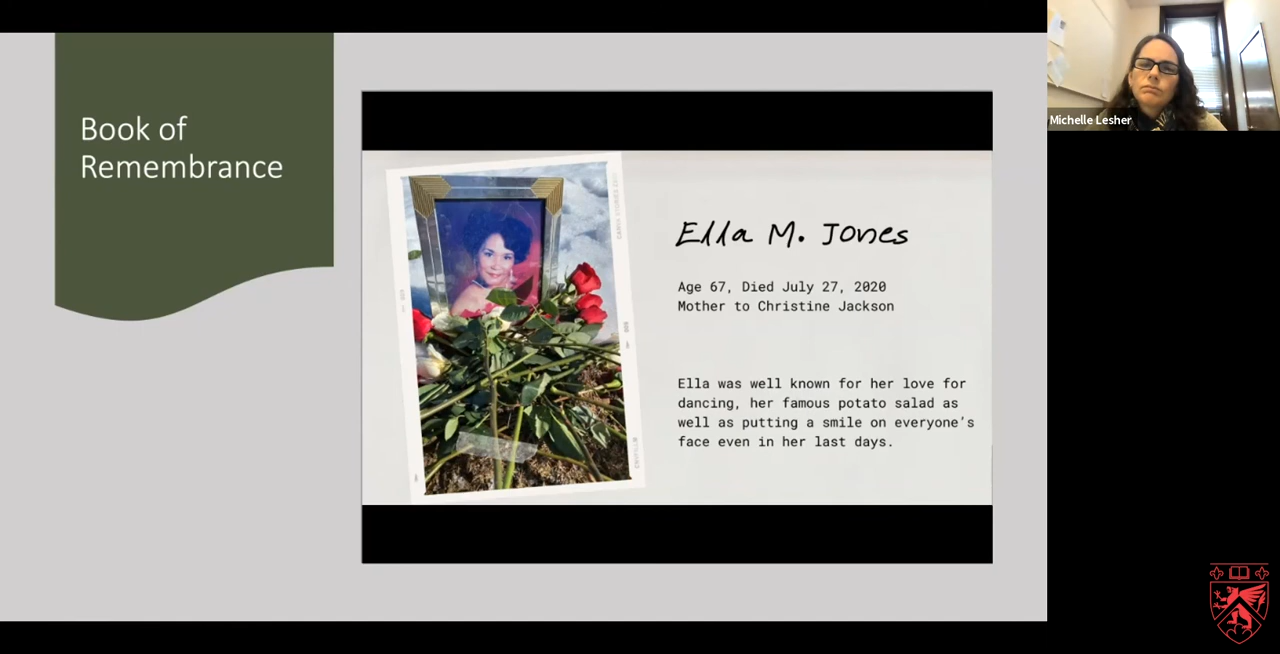 Book of
Remembrance
Ella M. Jones
Age 67, Died July 27, 2020
Mother to Christine Jackson
Ella was well known for her love for
dancing, her famous potato salad as
well as putting a smile on everyone's
face even in her last days.
Michelle Lesher